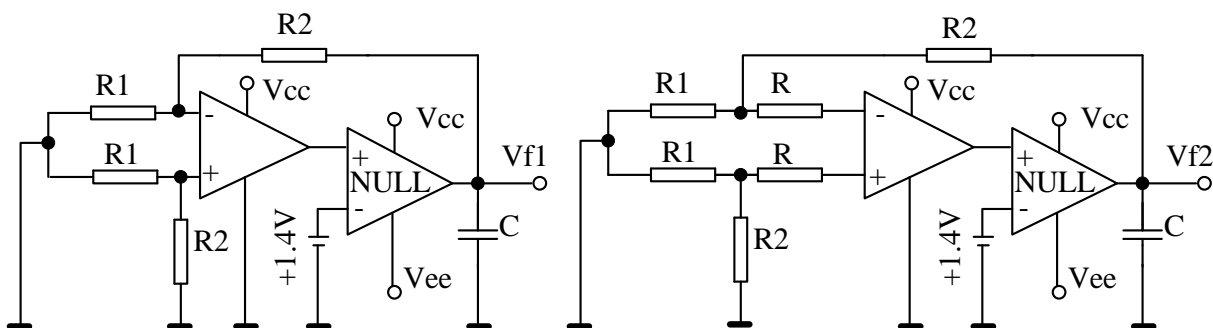 R2
R1
Vcc
-
Vcc
R1
+
+
NULL
-
Vf1
R2
+1.4V
C
Vee
R2
R1
R
Vcc
-
Vcc
R1
R
+
+
NULL
-
Vf2
R2
+1.4V
C
Vee